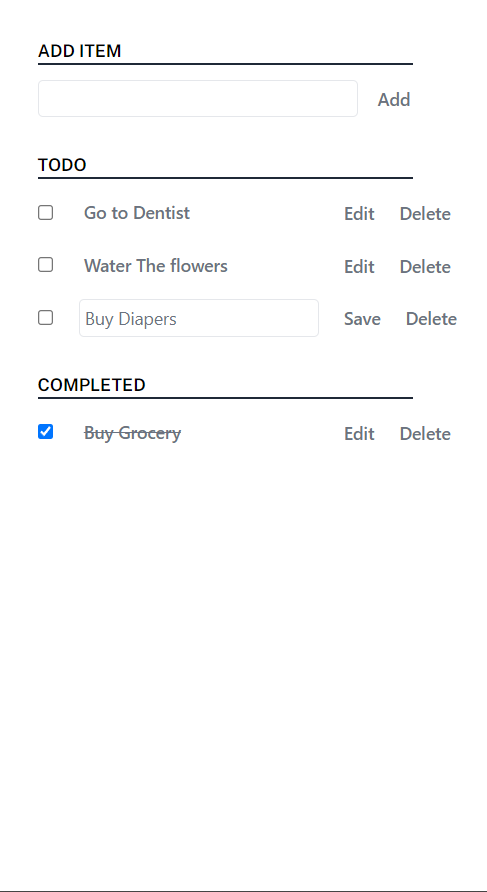 ADD ITEM
Add
TODO
Go to Dentist Edit Delete
Water The flowers Edit Delete
Buy Diapers Save Delete
COMPLETED
Buy Grocery Edit Delete